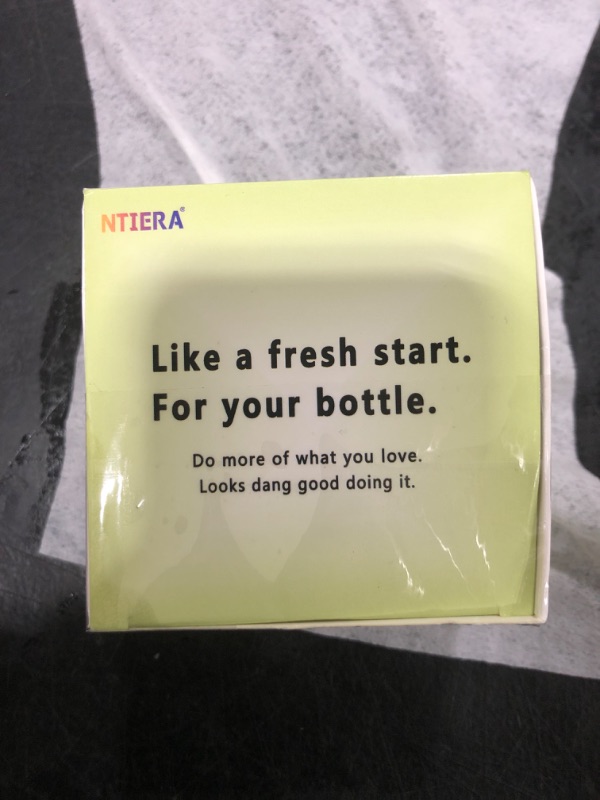 NTIERA®
Like a fresh start.
For your bottle.
Do more of what you love.
Looks dang good doing it.